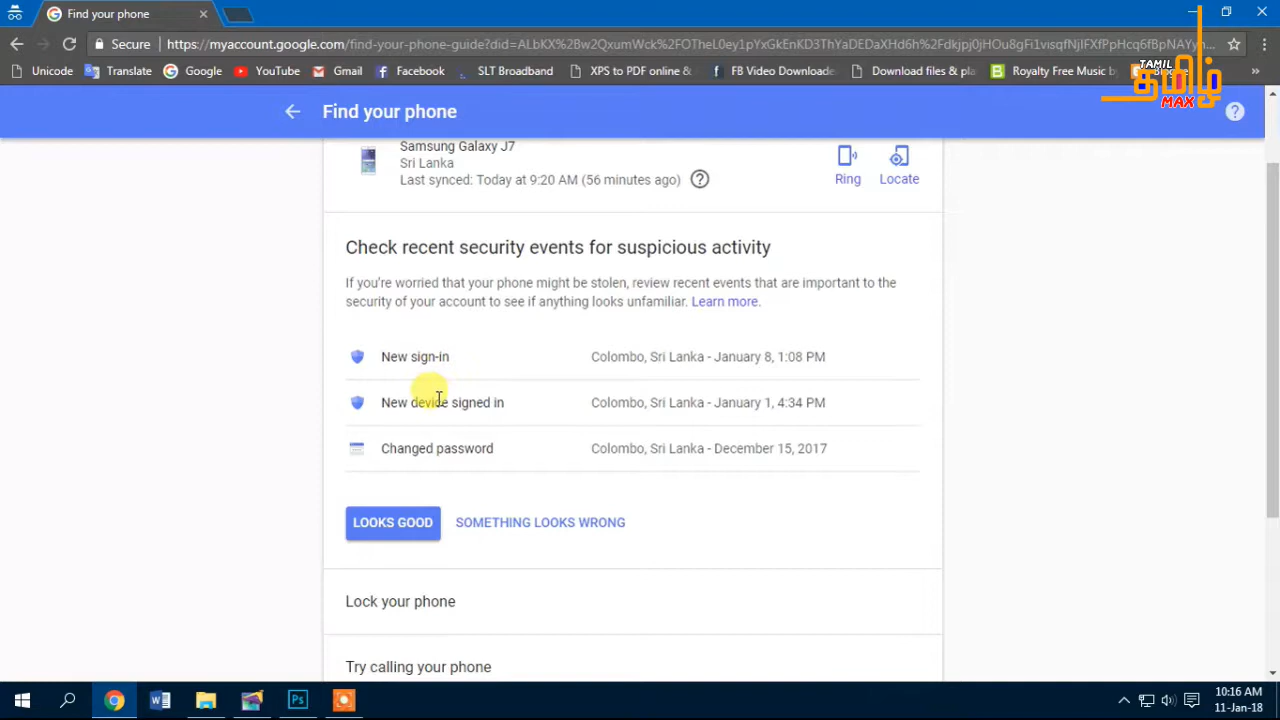 Find your phone
Secure
https://myaccount.google.com/find-your-phone-guide?did=
Unicode
Translate
Google
YouTube
Gmail
Facebook
SLT Broadband
XPS to PDF online &
FB Video Downloade
Download files & pla
Royalty Free Music b
»
TAMIL
தமிழ்
MAX
Find your phone
Samsung Galaxy J7
Sri Lanka
Last synced: Today at 9:20 AM (56 minutes ago)
Ring
Locate
Check recent security events for suspicious activity
If you're worried that your phone might be stolen, review recent events that are important to the
security of your account to see if anything looks unfamiliar. Learn more.
New sign-in
Colombo, Sri Lanka - January 8, 1:08 PM
New device signed in
Colombo, Sri Lanka - January 1, 4:34 PM
Changed password
Colombo, Sri Lanka - December 15, 2017
LOOKS GOOD
SOMETHING LOOKS WRONG
Lock your phone
Try calling your phone
10:16 AM
11-Jan-18